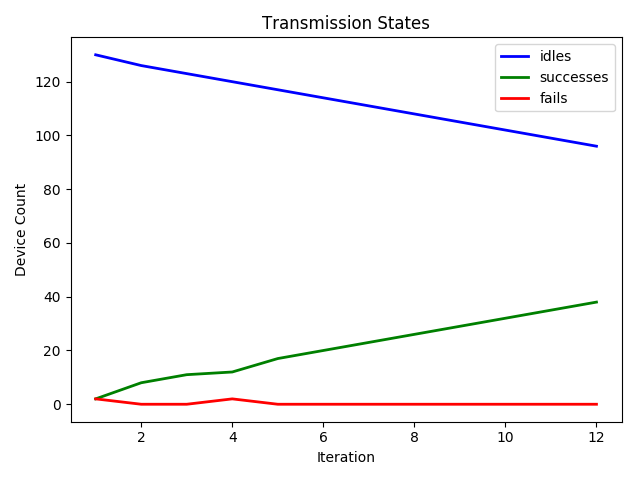 Transmission States
idles
successes
fails
Device Count
120
100
80
60
40
20
0
2 4 6 8 10 12
Iteration